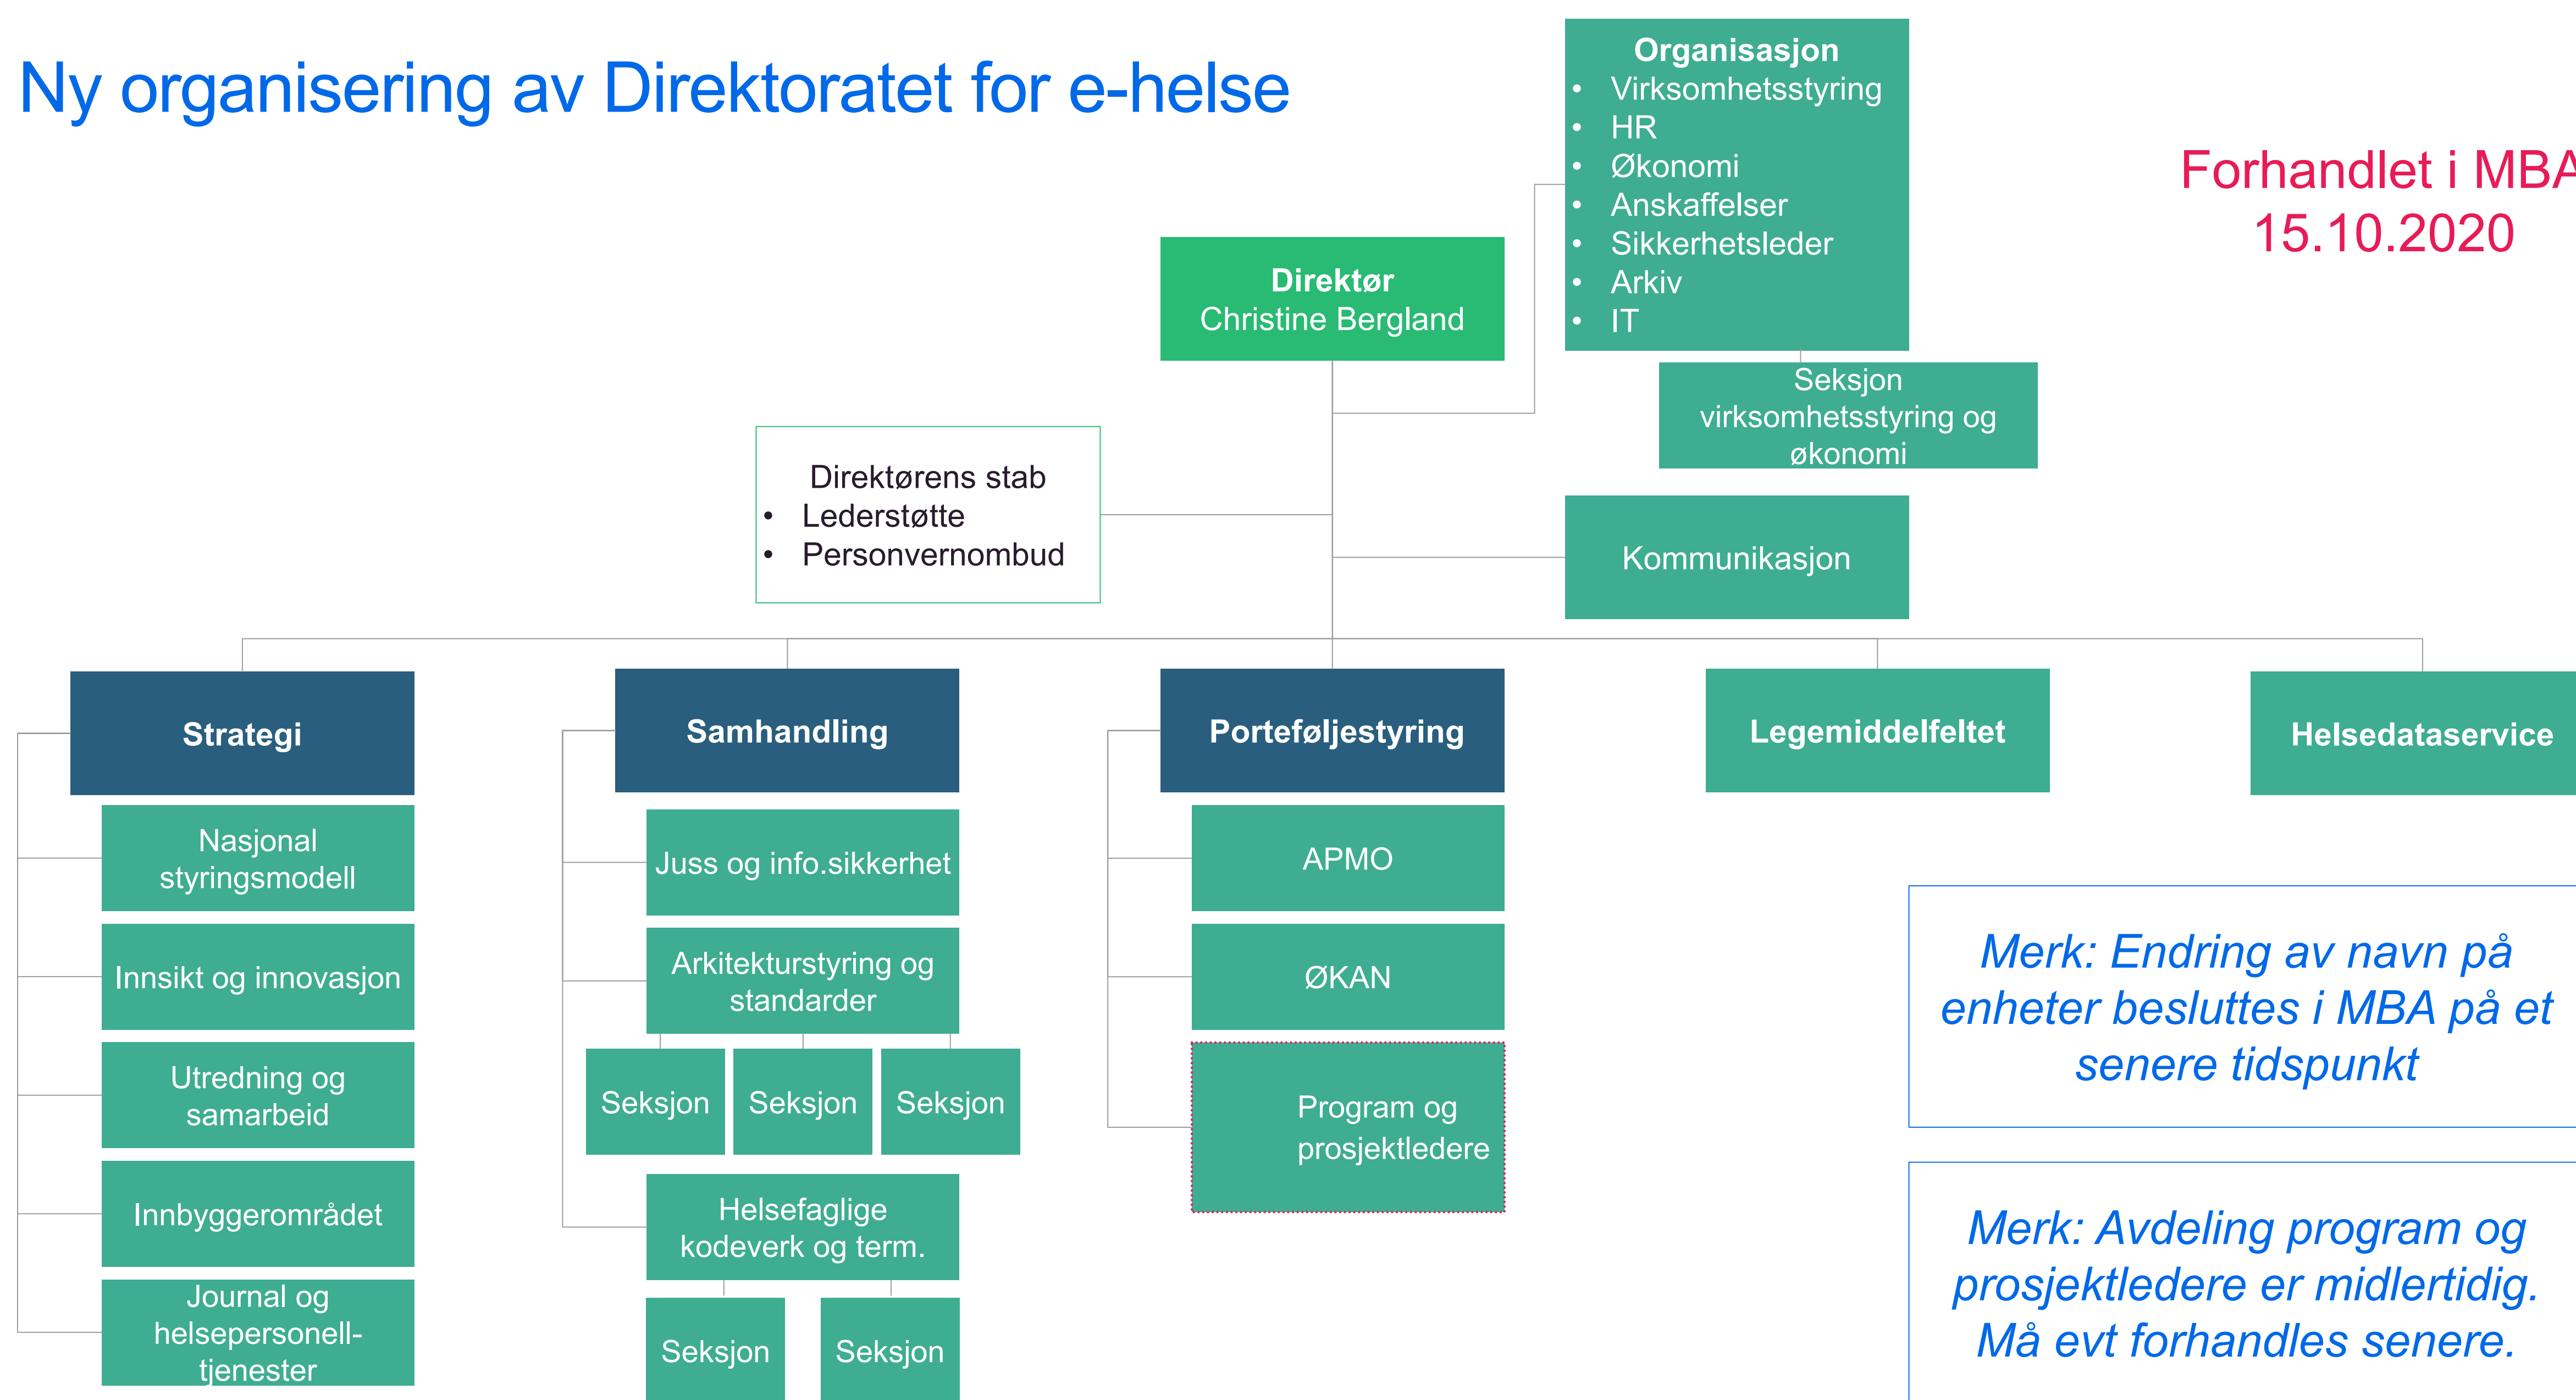 Ny organisering av Direktoratet for e-helse
Organisasjon
• Virksomhetsstyring
• HR
• Økonomi
• Anskaffelser
• Sikkerhetsleder
• Arkiv
• IT
Forhandlet i MBA
15.10.2020
Direktør
Christine Bergland
Seksjon
virksomhetsstyring og
økonomi
Direktørens stab
• Lederstøtte
• Personvernombud
Kommunikasjon
Strategi
Nasjonal
styringsmodell
Innsikt og innovasjon
Utredning og
samarbeid
Innbyggerområdet
Journal og
helsepersonell-
tjenester
Samhandling
Juss og info.sikkerhet
Arkitekturstyring og
standarder
Seksjon
Seksjon
Seksjon
Helsefaglige
kodeverk og term.
Seksjon
Seksjon
Porteføljestyring
APMO
ØKAN
Program og
prosjektledere
Legemiddelfeltet
Helsedataservice
Merk: Endring av navn på
enheter besluttes i MBA på et
senere tidspunkt
Merk: Avdeling program og
prosjektledere er midlertidig.
Må evt forhandles senere.